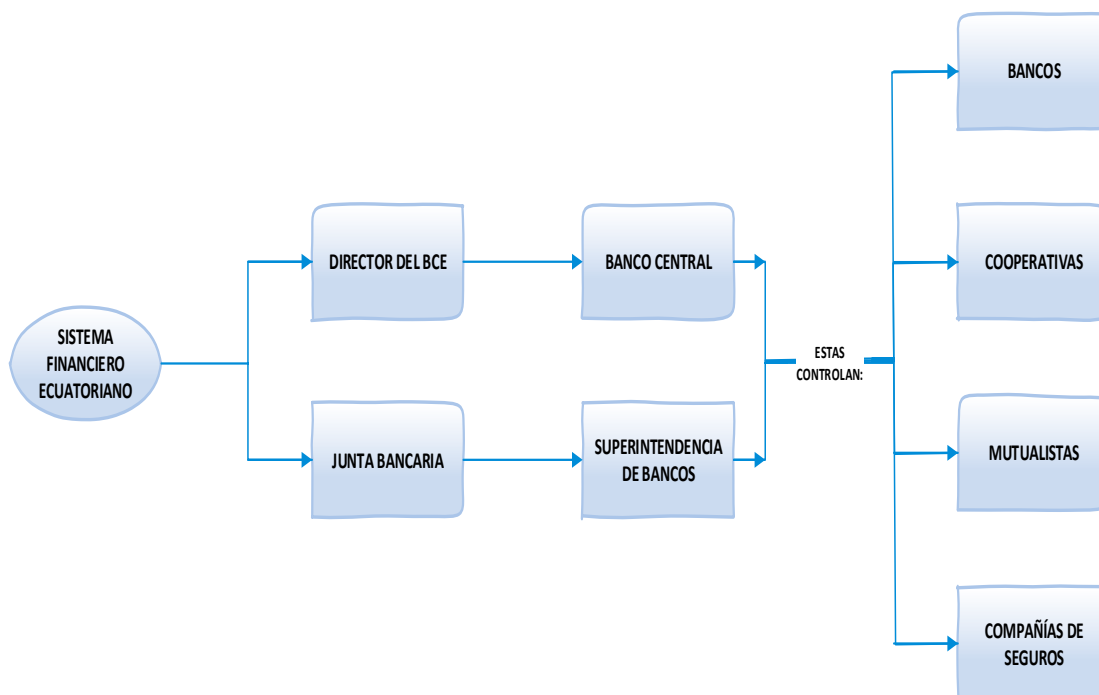 SISTEMA
FINANCIERO
ECUATORIANO
DIRECTOR DEL BCE
JUNTA BANCARIA
BANCO CENTRAL
SUPERINTENDENCIA
DE BANCOS
ESTAS
CONTROLAN:
BANCOS
COOPERATIVAS
MUTUALISTAS
COMPAÑÍAS DE
SEGUROS